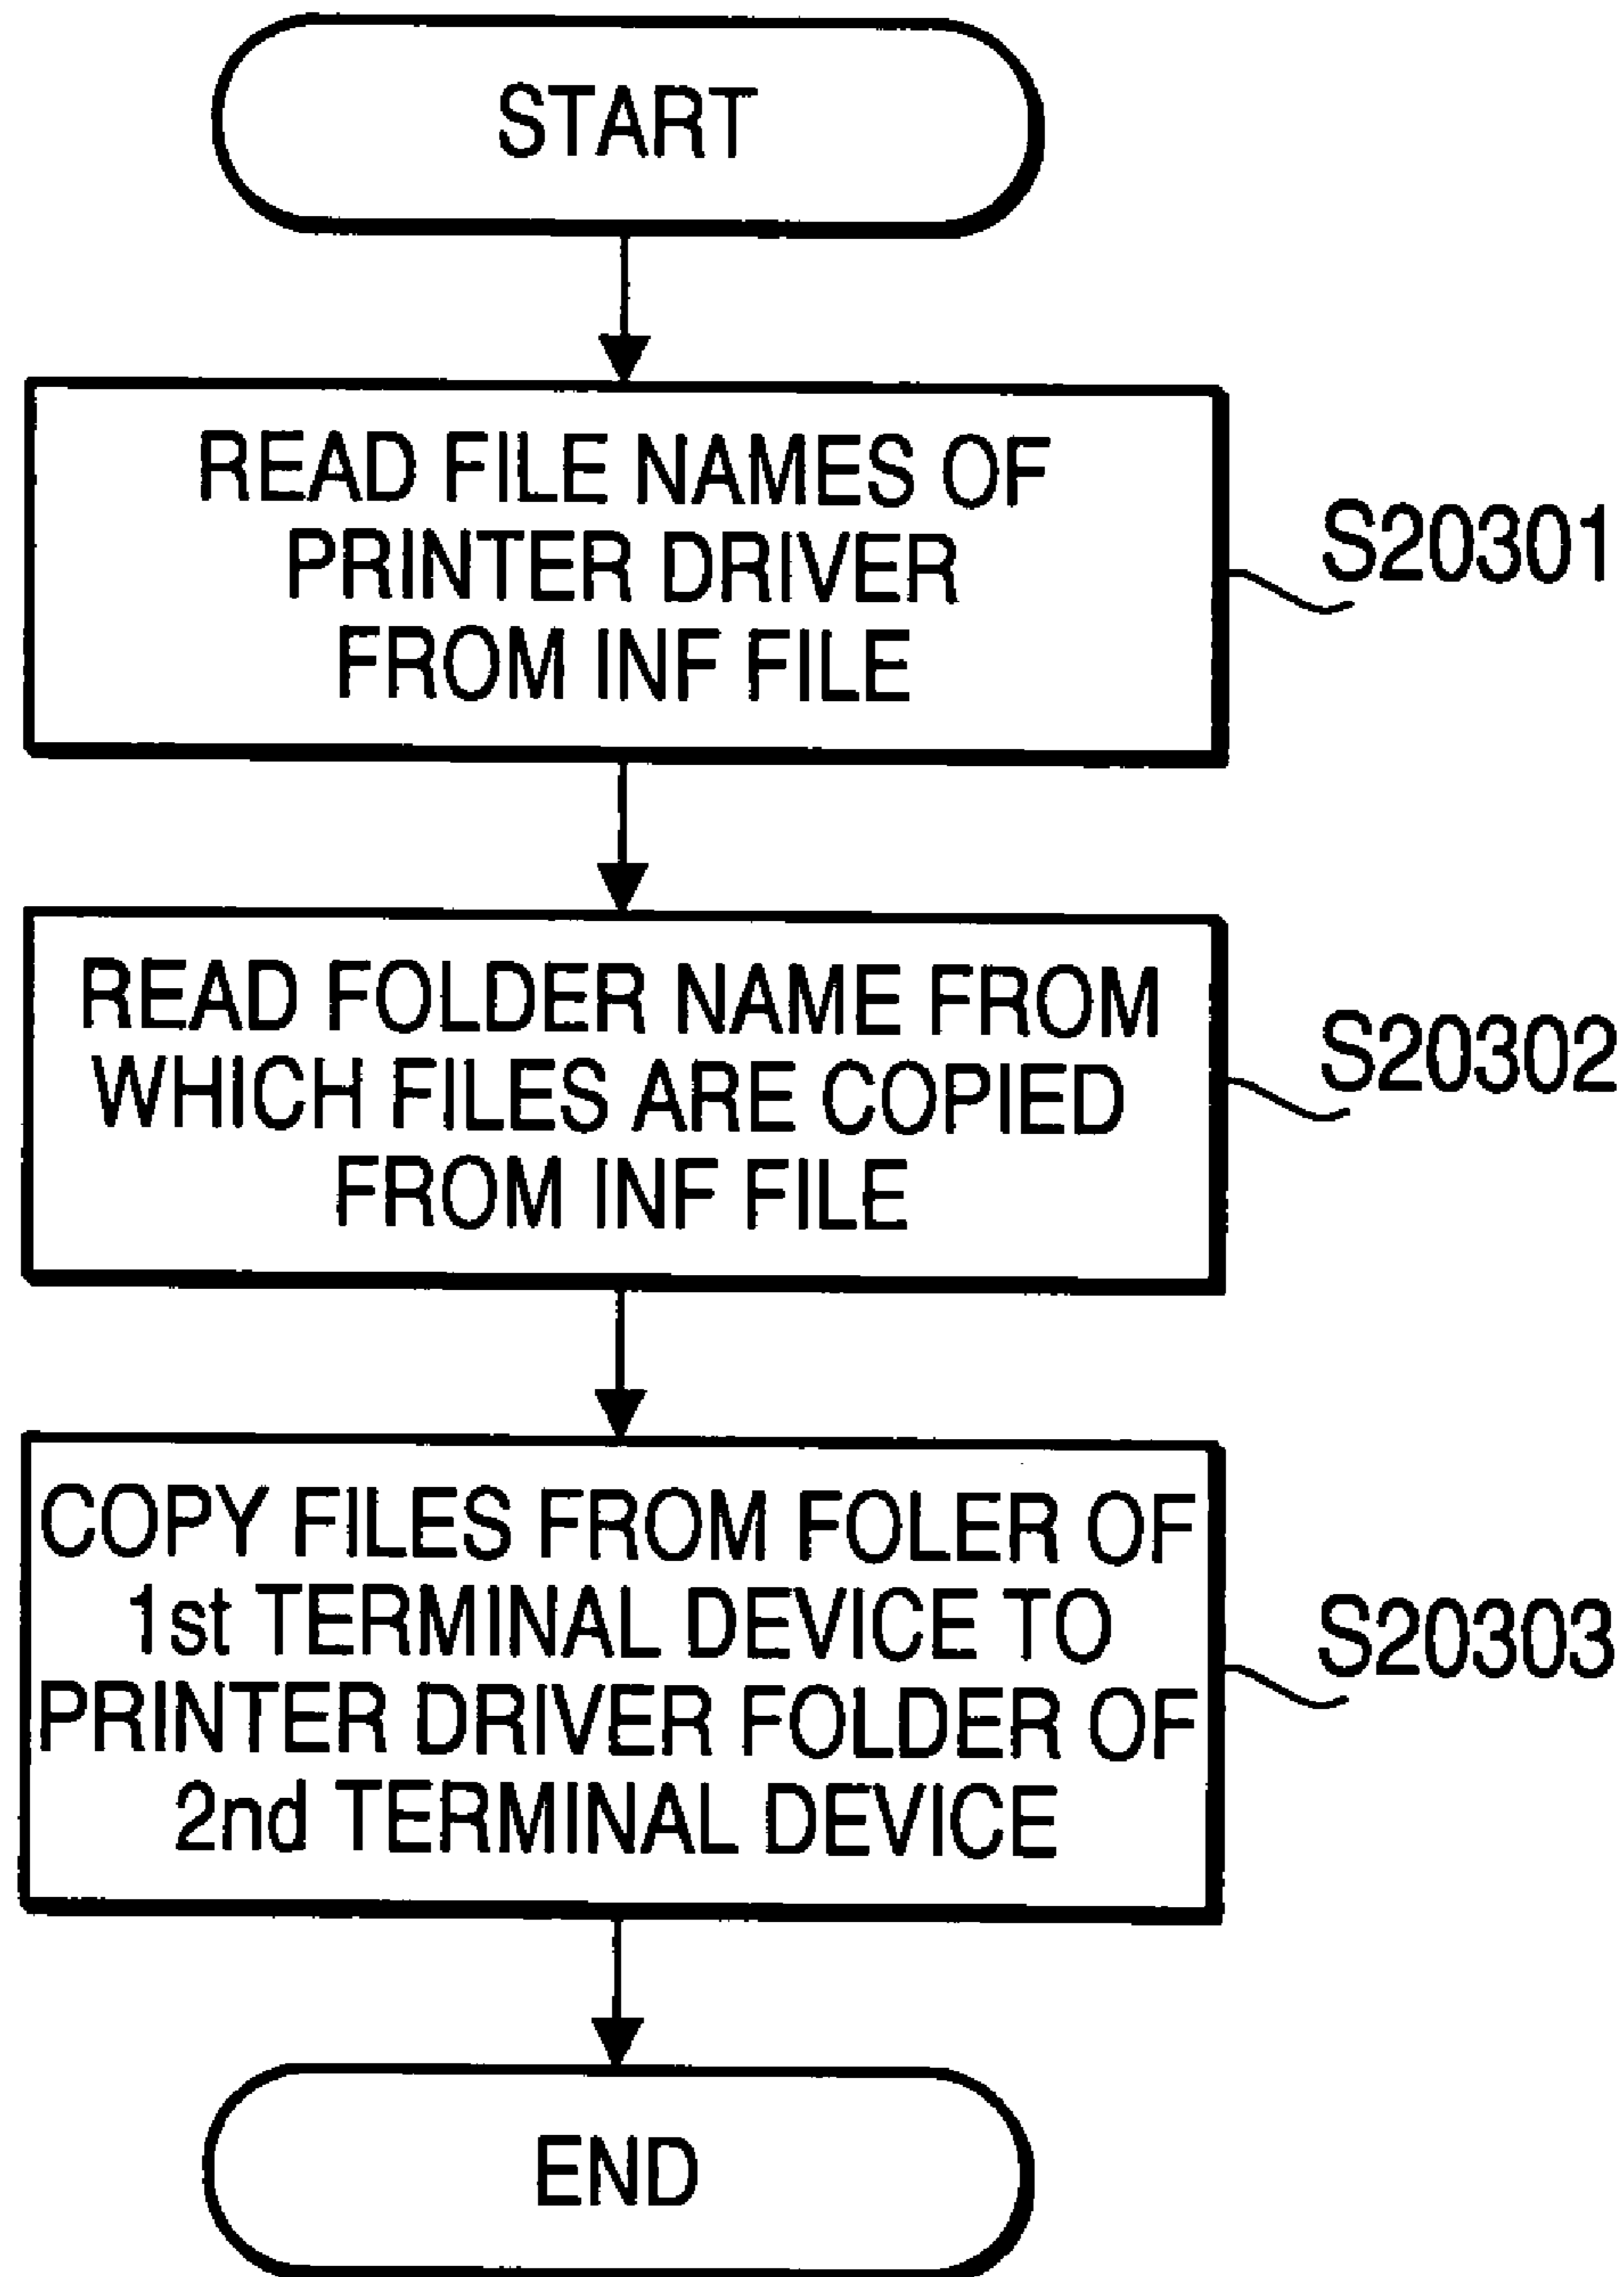 START
READ FILE NAMES OF
PRINTER DRIVER
FROM INF FILE
S20301
READ FOLDER NAME FROM
WHICH FILES ARE COPIED
FROM INF FILE
S20302
COPY FILES FROM FOLER OF
1st TERMINAL DEVICE TO
PRINTER DRIVER FOLDER OF
2nd TERMINAL DEVICE
S20303
END